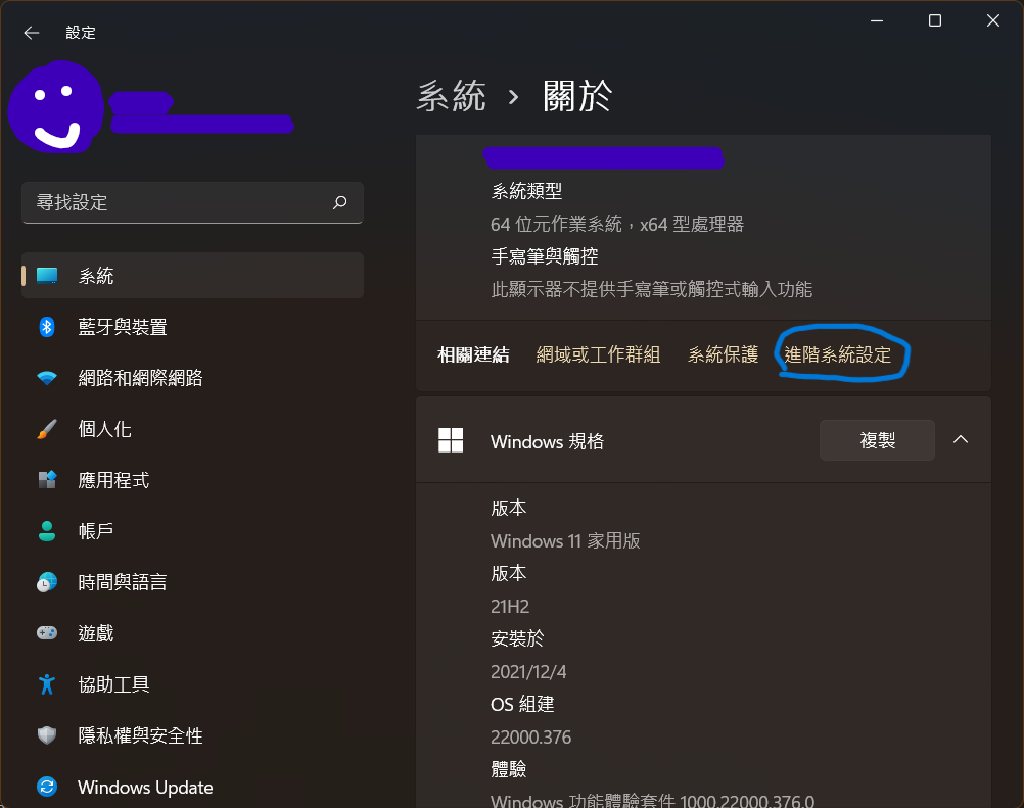 設定
尋找設定
系統
藍牙與裝置
網路和網際網路
個人化
應用程式
帳戶
時間與語言
遊戲
協助工具
隱私權與安全性
Windows Update
系統 › 關於
系統類型
64 位元作業系統，x64 型處理器
手寫筆與觸控
此顯示器不提供手寫筆或觸控式輸入功能
相關連結 網域或工作群組 系統保護 進階系統設定
Windows 規格 複製
版本
Windows 11 家用版
版本
21H2
安裝於
2021/12/4
OS 組建
22000.376
體驗
Windows 功能體驗套件 1000.22000.376.0